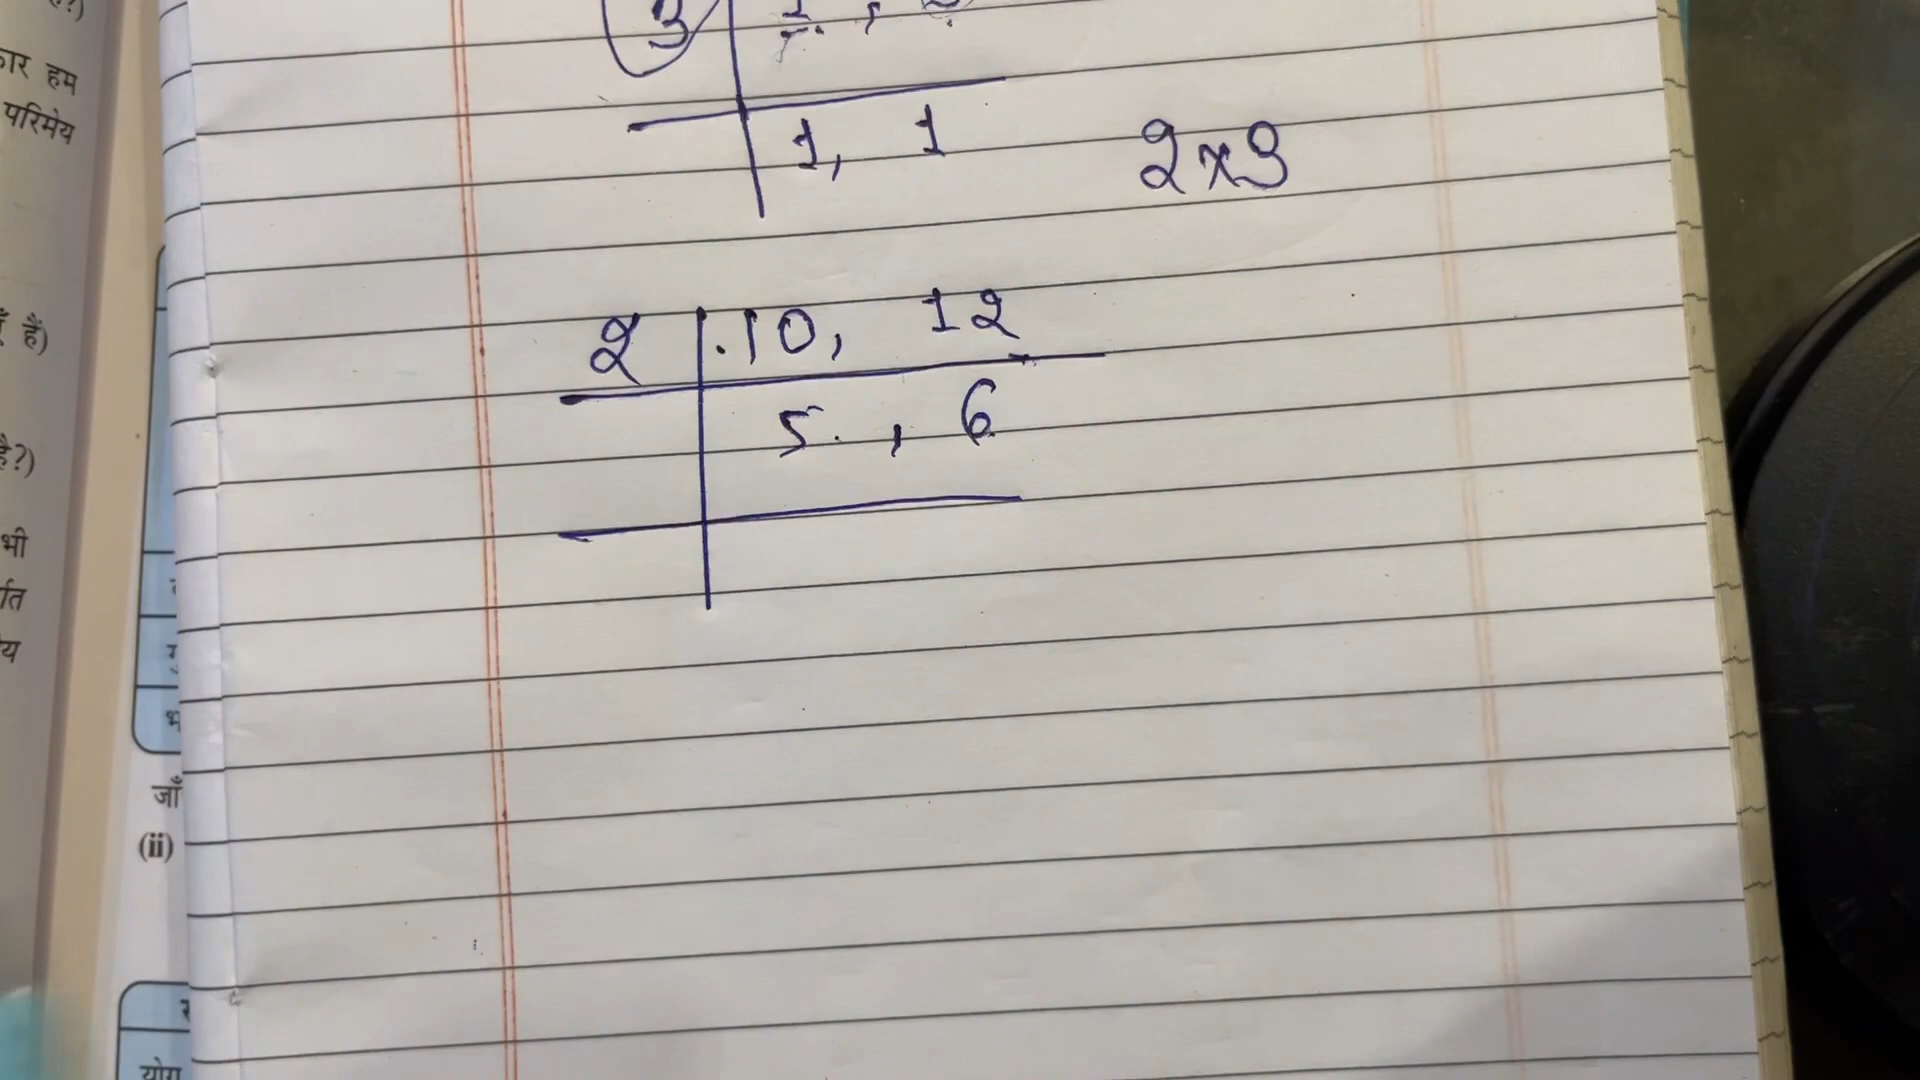 है?)
कार हम
परिमेय
हैं)
है?)
भी
य
जाँ
(ii)
योग
3
1, 1
2x3
2 10, 12
5, 6